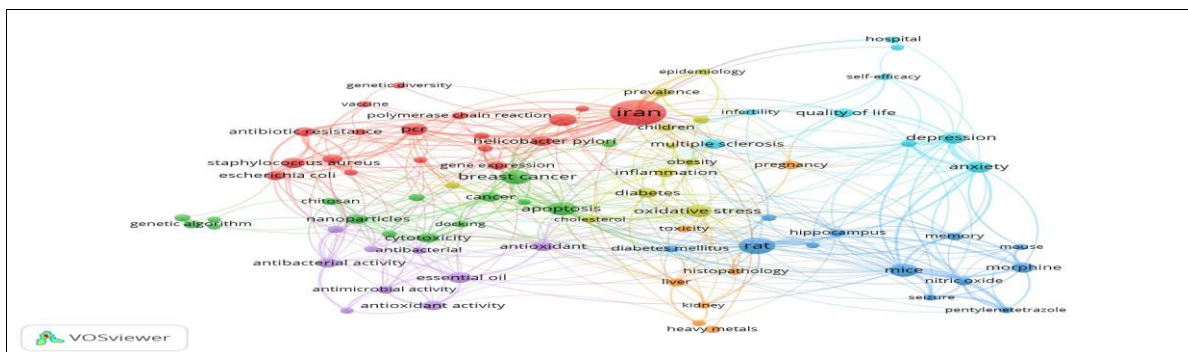 hospital
epidemiology
self-efficacy
genetic diversity
prevalence
vaccine
iran
infertility
quality of life
polymerase chain reaction
children
antibiotic resistance
pcr
helicobacter pylori
multiple sclerosis
depression
staphylococcus aureus
gene expression
obesity
pregnancy
anxiety
escherichia coli
breast cancer
inflammation
chitosan
cancer
diabetes
genetic algorithm
nanoparticles
docking
apoptosis
cholesterol
oxidative stress
toxicity
hippocampus
memory
cytotoxicity
antibacterial
antioxidant
diabetes mellitus
rat
mouse
antibacterial activity
essential oil
histopathology
mice
morphine
liver
nitric oxide
antimicrobial activity
seizure
antioxidant activity
kidney
pentylenetetrazole
heavy metals
VOSviewer